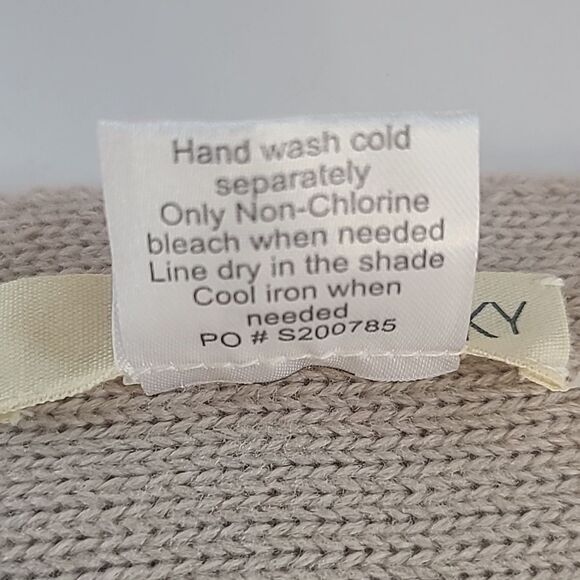 Hand wash cold
separately
Only Non-Chlorine
bleach when needed
Line dry in the shade
Cool iron when
needed
PO # S200785
KY